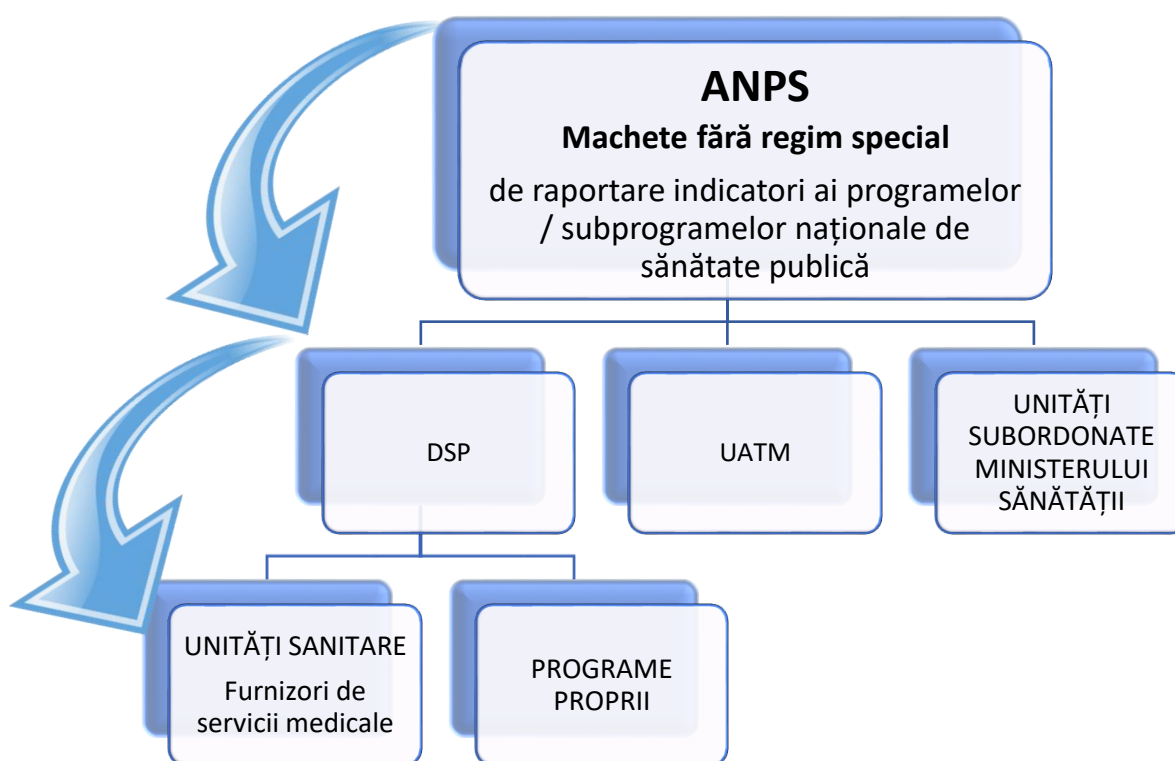 ANPS
Machete fără regim special
de raportare indicatori ai programelor
/ subprogramelor naționale de
sănătate publică
DSP
UATM
UNITĂȚI
SUBORDONATE
MINISTERULUI
SĂNĂTĂȚII
UNITĂȚI SANITARE
Furnizori de
servicii medicale
PROGRAME
PROPRII